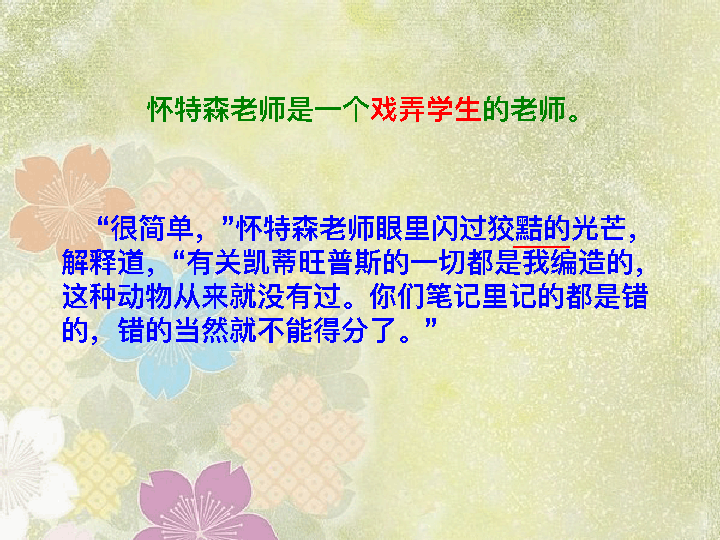 怀特森老师是一个戏弄学生的老师。
“很简单，”怀特森老师眼里闪过狡黠的光芒，
解释道，“有关凯蒂旺普斯的一切都是我编造的，
这种动物从来就没有过。你们笔记里记的都是错
的，错的当然就不能得分了。”